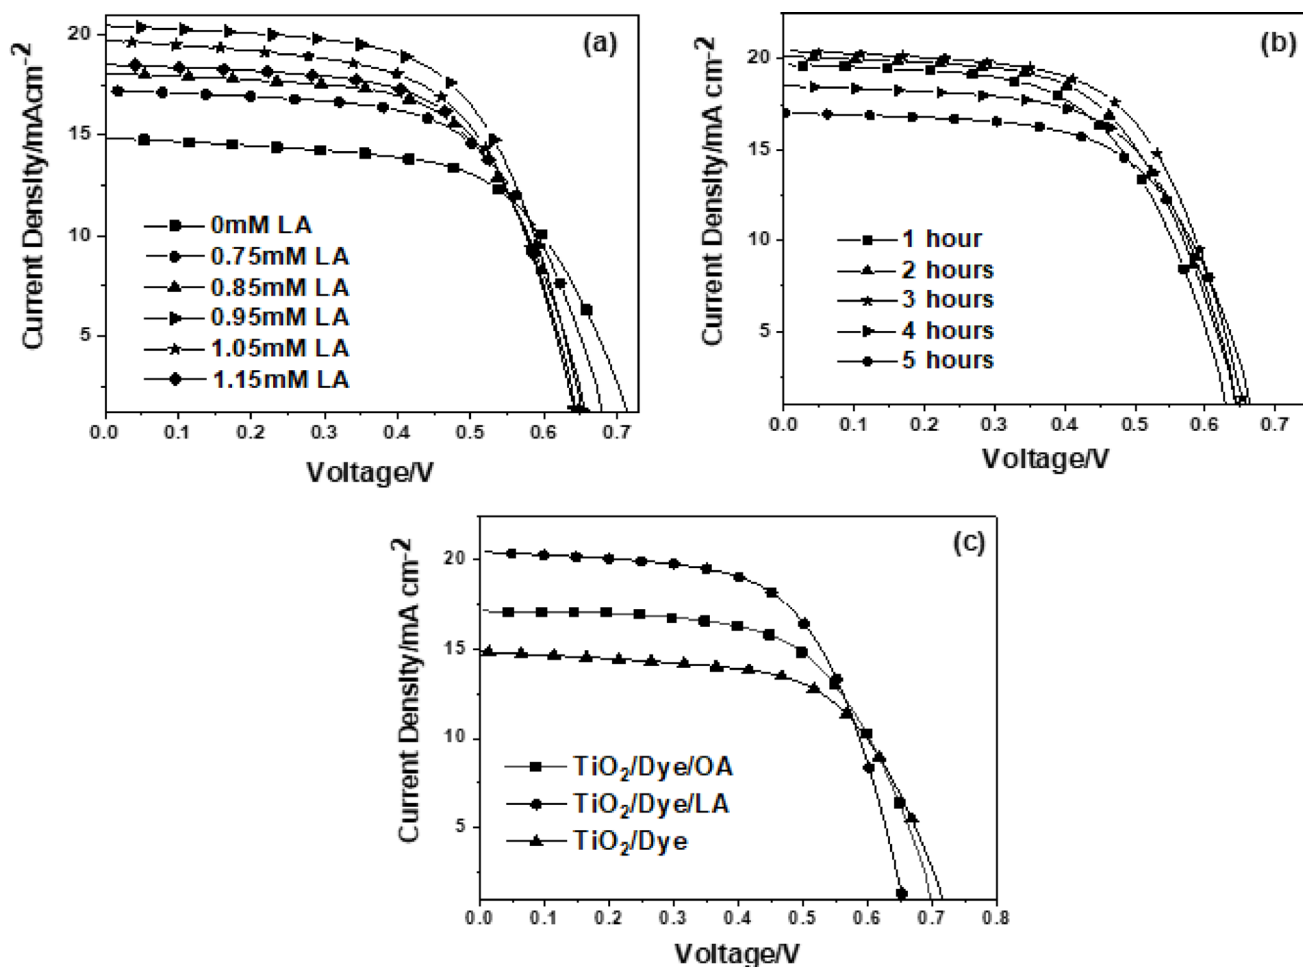 (a)
Current Density/mAcm-2
20
15
10
5
0mM LA
0.75mM LA
0.85mM LA
0.95mM LA
1.05mM LA
1.15mM LA
0.0 0.1 0.2 0.3 0.4 0.5 0.6 0.7
Voltage/V
(b)
Current Density/mA cm-2
20
15
10
5
1 hour
2 hours
3 hours
4 hours
5 hours
0.0 0.1 0.2 0.3 0.4 0.5 0.6 0.7
Voltage/V
(c)
Current Density/mA cm-2
20
15
10
5
TiO2/Dye/OA
TiO2/Dye/LA
TiO2/Dye
0.0 0.1 0.2 0.3 0.4 0.5 0.6 0.7 0.8
Voltage/V